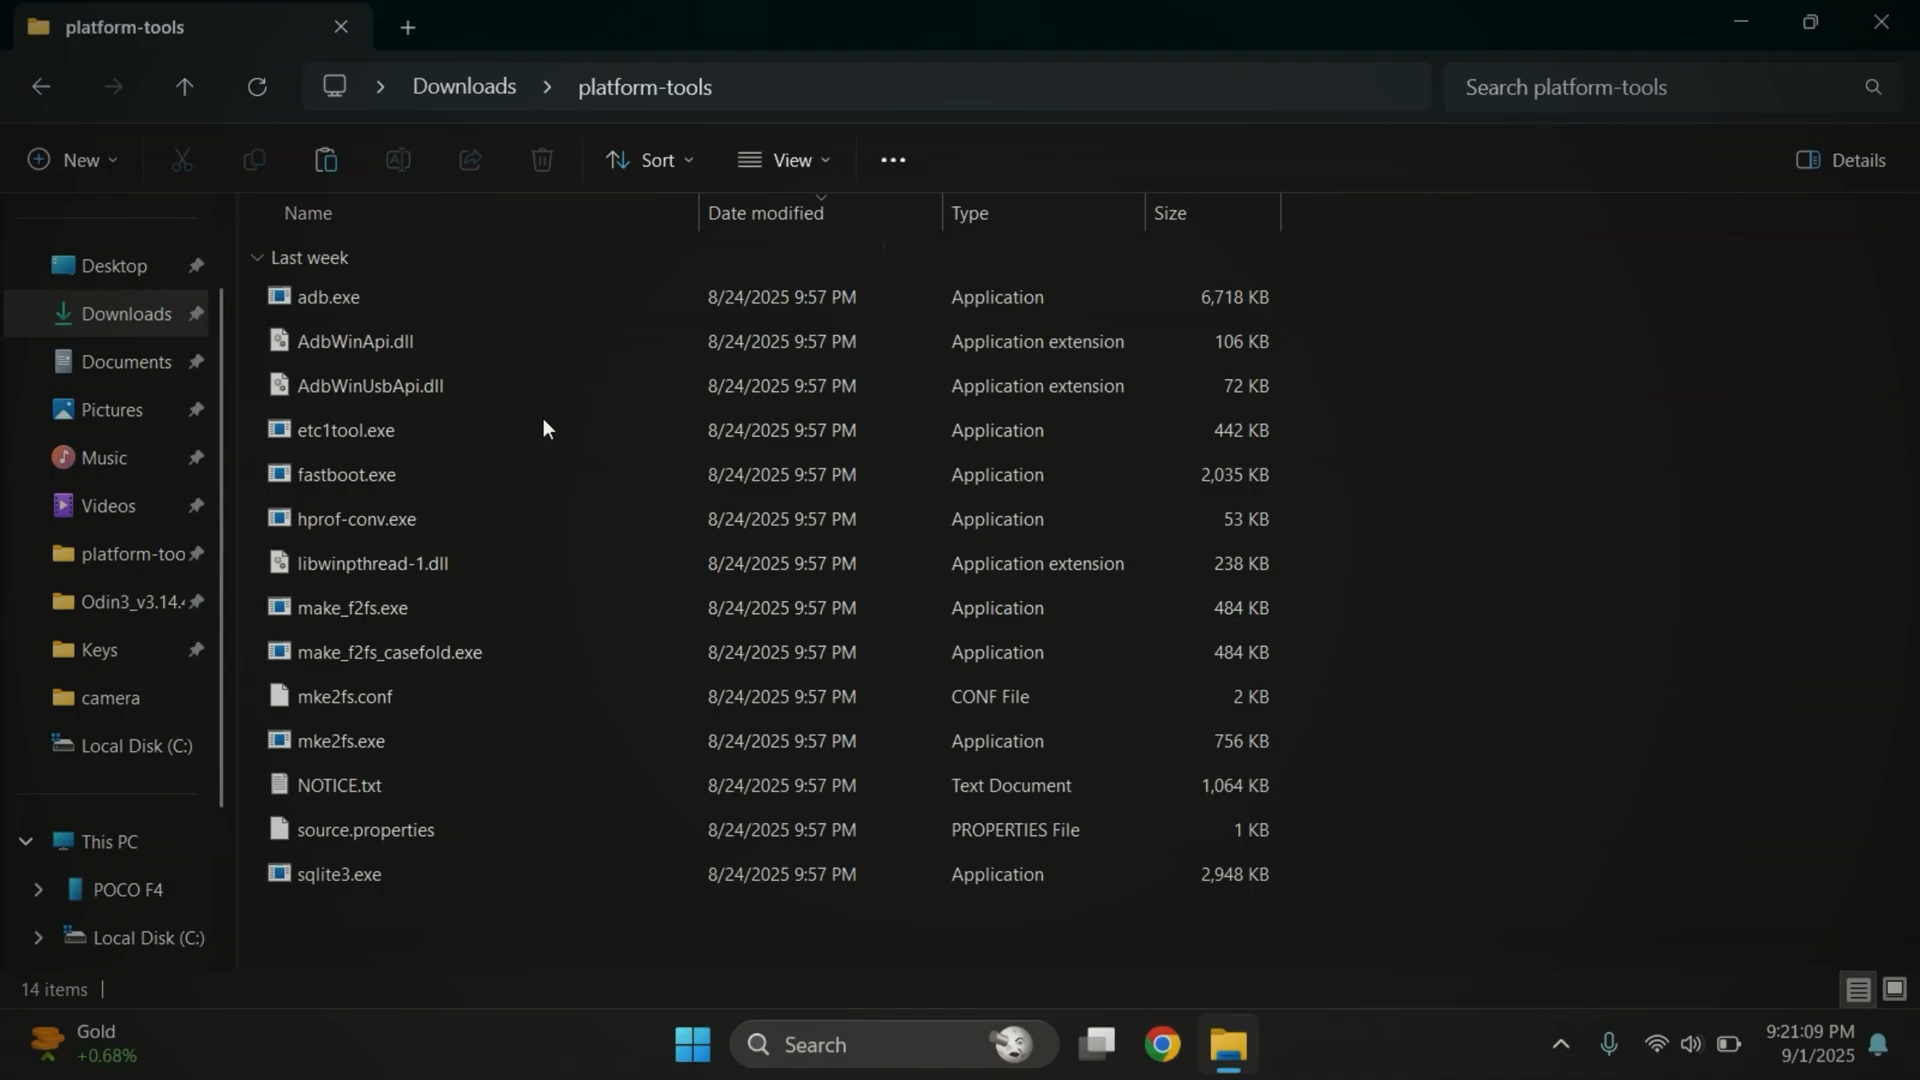 platform-tools
Downloads > platform-tools
Search platform-tools
New
Sort
View
Details
Name Date modified Type Size
Last week
adb.exe 8/24/2025 9:57 PM Application 6,718 KB
AdbWinApi.dll 8/24/2025 9:57 PM Application extension 106 KB
AdbWinUsbApi.dll 8/24/2025 9:57 PM Application extension 72 KB
etc1tool.exe 8/24/2025 9:57 PM Application 442 KB
fastboot.exe 8/24/2025 9:57 PM Application 2,035 KB
hprof-conv.exe 8/24/2025 9:57 PM Application 53 KB
libwinpthread-1.dll 8/24/2025 9:57 PM Application extension 238 KB
make_f2fs.exe 8/24/2025 9:57 PM Application 484 KB
make_f2fs_casefold.exe 8/24/2025 9:57 PM Application 484 KB
mke2fs.conf 8/24/2025 9:57 PM CONF File 2 KB
mke2fs.exe 8/24/2025 9:57 PM Application 756 KB
NOTICE.txt 8/24/2025 9:57 PM Text Document 1,064 KB
source.properties 8/24/2025 9:57 PM PROPERTIES File 1 KB
sqlite3.exe 8/24/2025 9:57 PM Application 2,948 KB
Desktop
Downloads
Documents
Pictures
Music
Videos
platform-too
Odin3_v3.14.
Keys
camera
Local Disk (C:)
This PC
POCO F4
Local Disk (C:)
14 items
Gold
+0.68%
Search
9:21:09 PM
9/1/2025